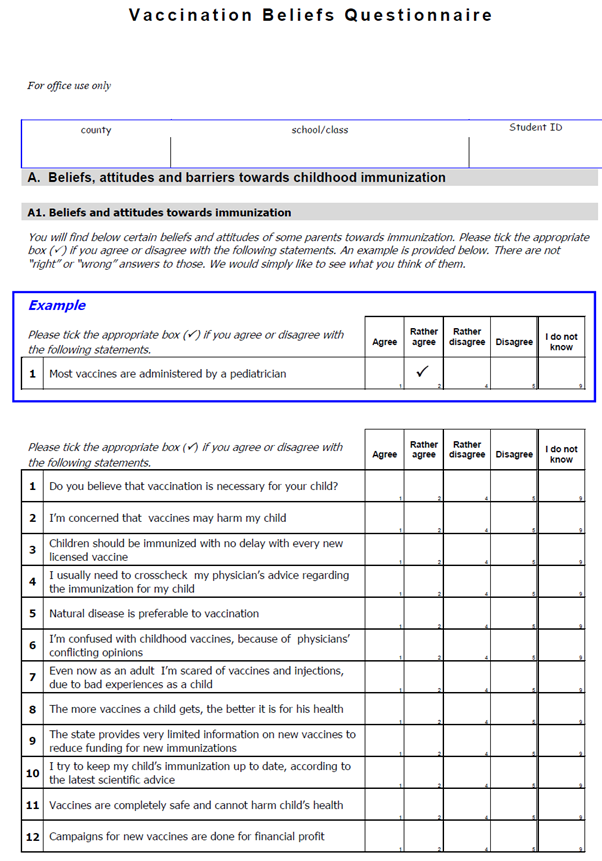 Vaccination Beliefs Questionnaire
For office use only
county school/class Student ID
A. Beliefs, attitudes and barriers towards childhood immunization
A1. Beliefs and attitudes towards immunization
You will find below certain beliefs and attitudes of some parents towards immunization. Please tick the appropriate
box (✓) if you agree or disagree with the following statements. An example is provided below. There are not
"right" or "wrong" answers to those. We would simply like to see what you think of them.
Example
Please tick the appropriate box (✓) if you agree or disagree with
the following statements.
Agree Rather agree Rather disagree Disagree I do not know
1 Most vaccines are administered by a pediatrician ✓
1 2 4 5 9
Please tick the appropriate box (✓) if you agree or disagree with
the following statements.
Agree Rather agree Rather disagree Disagree I do not know
1 Do you believe that vaccination is necessary for your child?
1 2 4 5 9
2 I'm concerned that vaccines may harm my child
1 2 4 5 9
3 Children should be immunized with no delay with every new
licensed vaccine
1 2 4 5 9
4 I usually need to crosscheck my physician's advice regarding
the immunization for my child
1 2 4 5 9
5 Natural disease is preferable to vaccination
1 2 4 5 9
6 I'm confused with childhood vaccines, because of physicians'
conflicting opinions
1 2 4 5 9
7 Even now as an adult I'm scared of vaccines and injections,
due to bad experiences as a child
1 2 4 5 9
8 The more vaccines a child gets, the better it is for his health
1 2 4 5 9
9 The state provides very limited information on new vaccines to
reduce funding for new immunizations
1 2 4 5 9
10 I try to keep my child's immunization up to date, according to
the latest scientific advice
1 2 4 5 9
11 Vaccines are completely safe and cannot harm child's health
1 2 4 5 9
12 Campaigns for new vaccines are done for financial profit
1 2 4 5 9